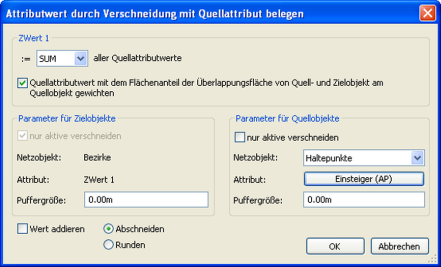 Attributwert durch Verschneidung mit Quellattribut belegen
ZWert 1
:= SUM aller Quellattributwerte
Quellattributwert mit dem Flächenanteil der Überlappungsfläche von Quell- und Zielobjekt am
Quellobjekt gewichten
Parameter für Zielobjekte
nur aktive verschneiden
Netzobjekt: Bezirke
Attribut: ZWert 1
Puffergröße: 0.00m
Parameter für Quellobjekte
nur aktive verschneiden
Netzobjekt: Haltepunkte
Attribut: Einsteiger (AP)
Puffergröße: 0.00m
Wert addieren
Abschneiden
Runden
OK
Abbrechen